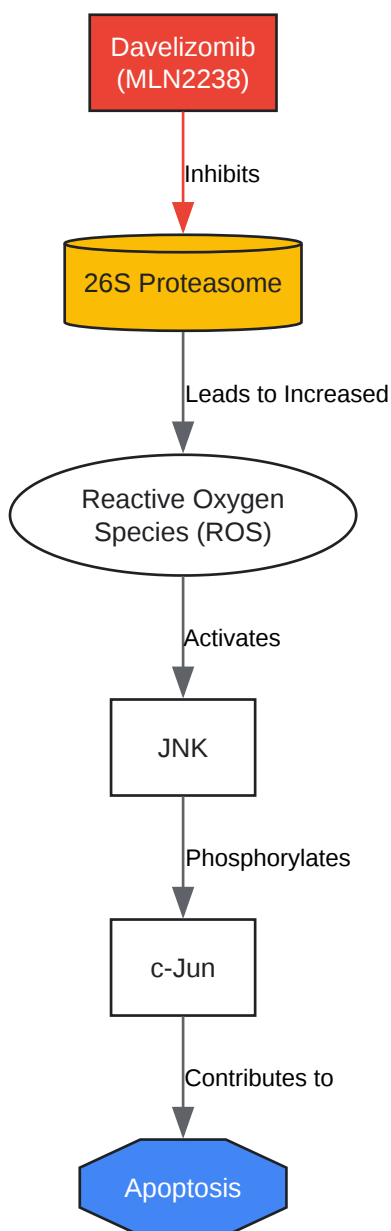 Davelizomib
(MLN2238)
Inhibits
26S Proteasome
Leads to Increased
Reactive Oxygen
Species (ROS)
Activates
JNK
Phosphorylates
c-Jun
Contributes to
Apoptosis